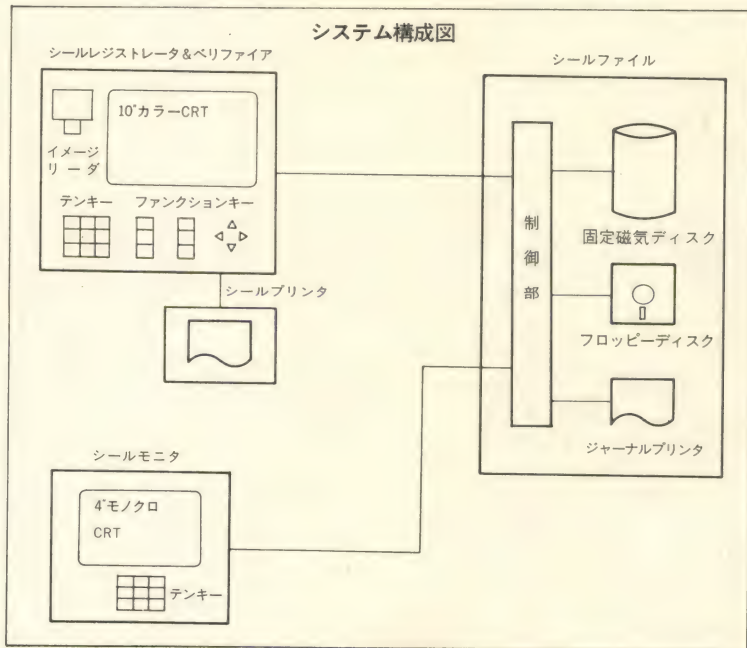 システム構成図
シールレジストレータ&ベリファイア
10"カラーCRT
イメージ
リーダ
テンキー
ファンクションキー
シールプリンタ
シールモニタ
4"モノクロ
CRT
テンキー
シールファイル
制御部
固定磁気ディスク
フロッピーディスク
ジャーナルプリンタ